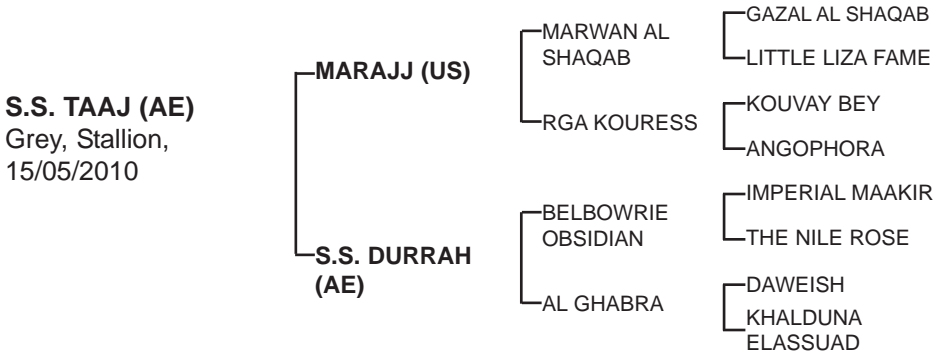 S.S. TAAJ (AE)
Grey, Stallion,
15/05/2010
MARAJJ (US)
S.S. DURRAH
(AE)
MARWAN AL
SHAQAB
RGA KOURESS
BELBOWRIE
OBSIDIAN
AL GHABRA
GAZAL AL SHAQAB
LITTLE LIZA FAME
KOUVAY BEY
ANGOPHORA
IMPERIAL MAAKIR
THE NILE ROSE
DAWEISH
KHALDUNA
ELASSUAD